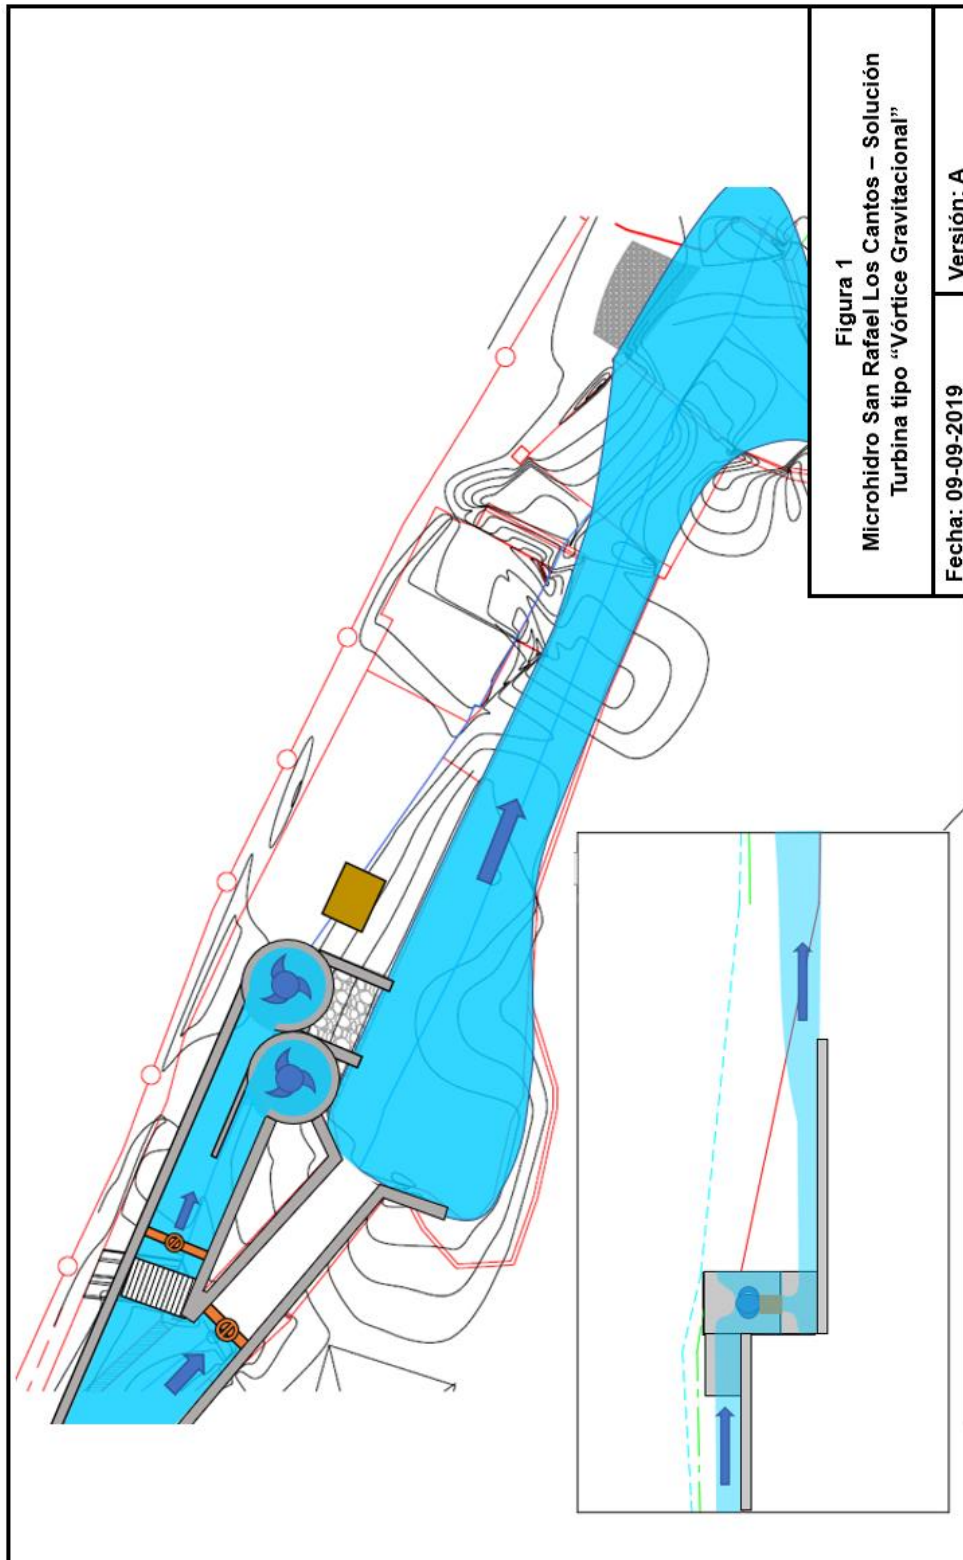 Figura 1
Microhidro San Rafael Los Cantos – Solución
Turbina tipo “Vórtice Gravitacional”
Fecha: 09-09-2019
Versión: A